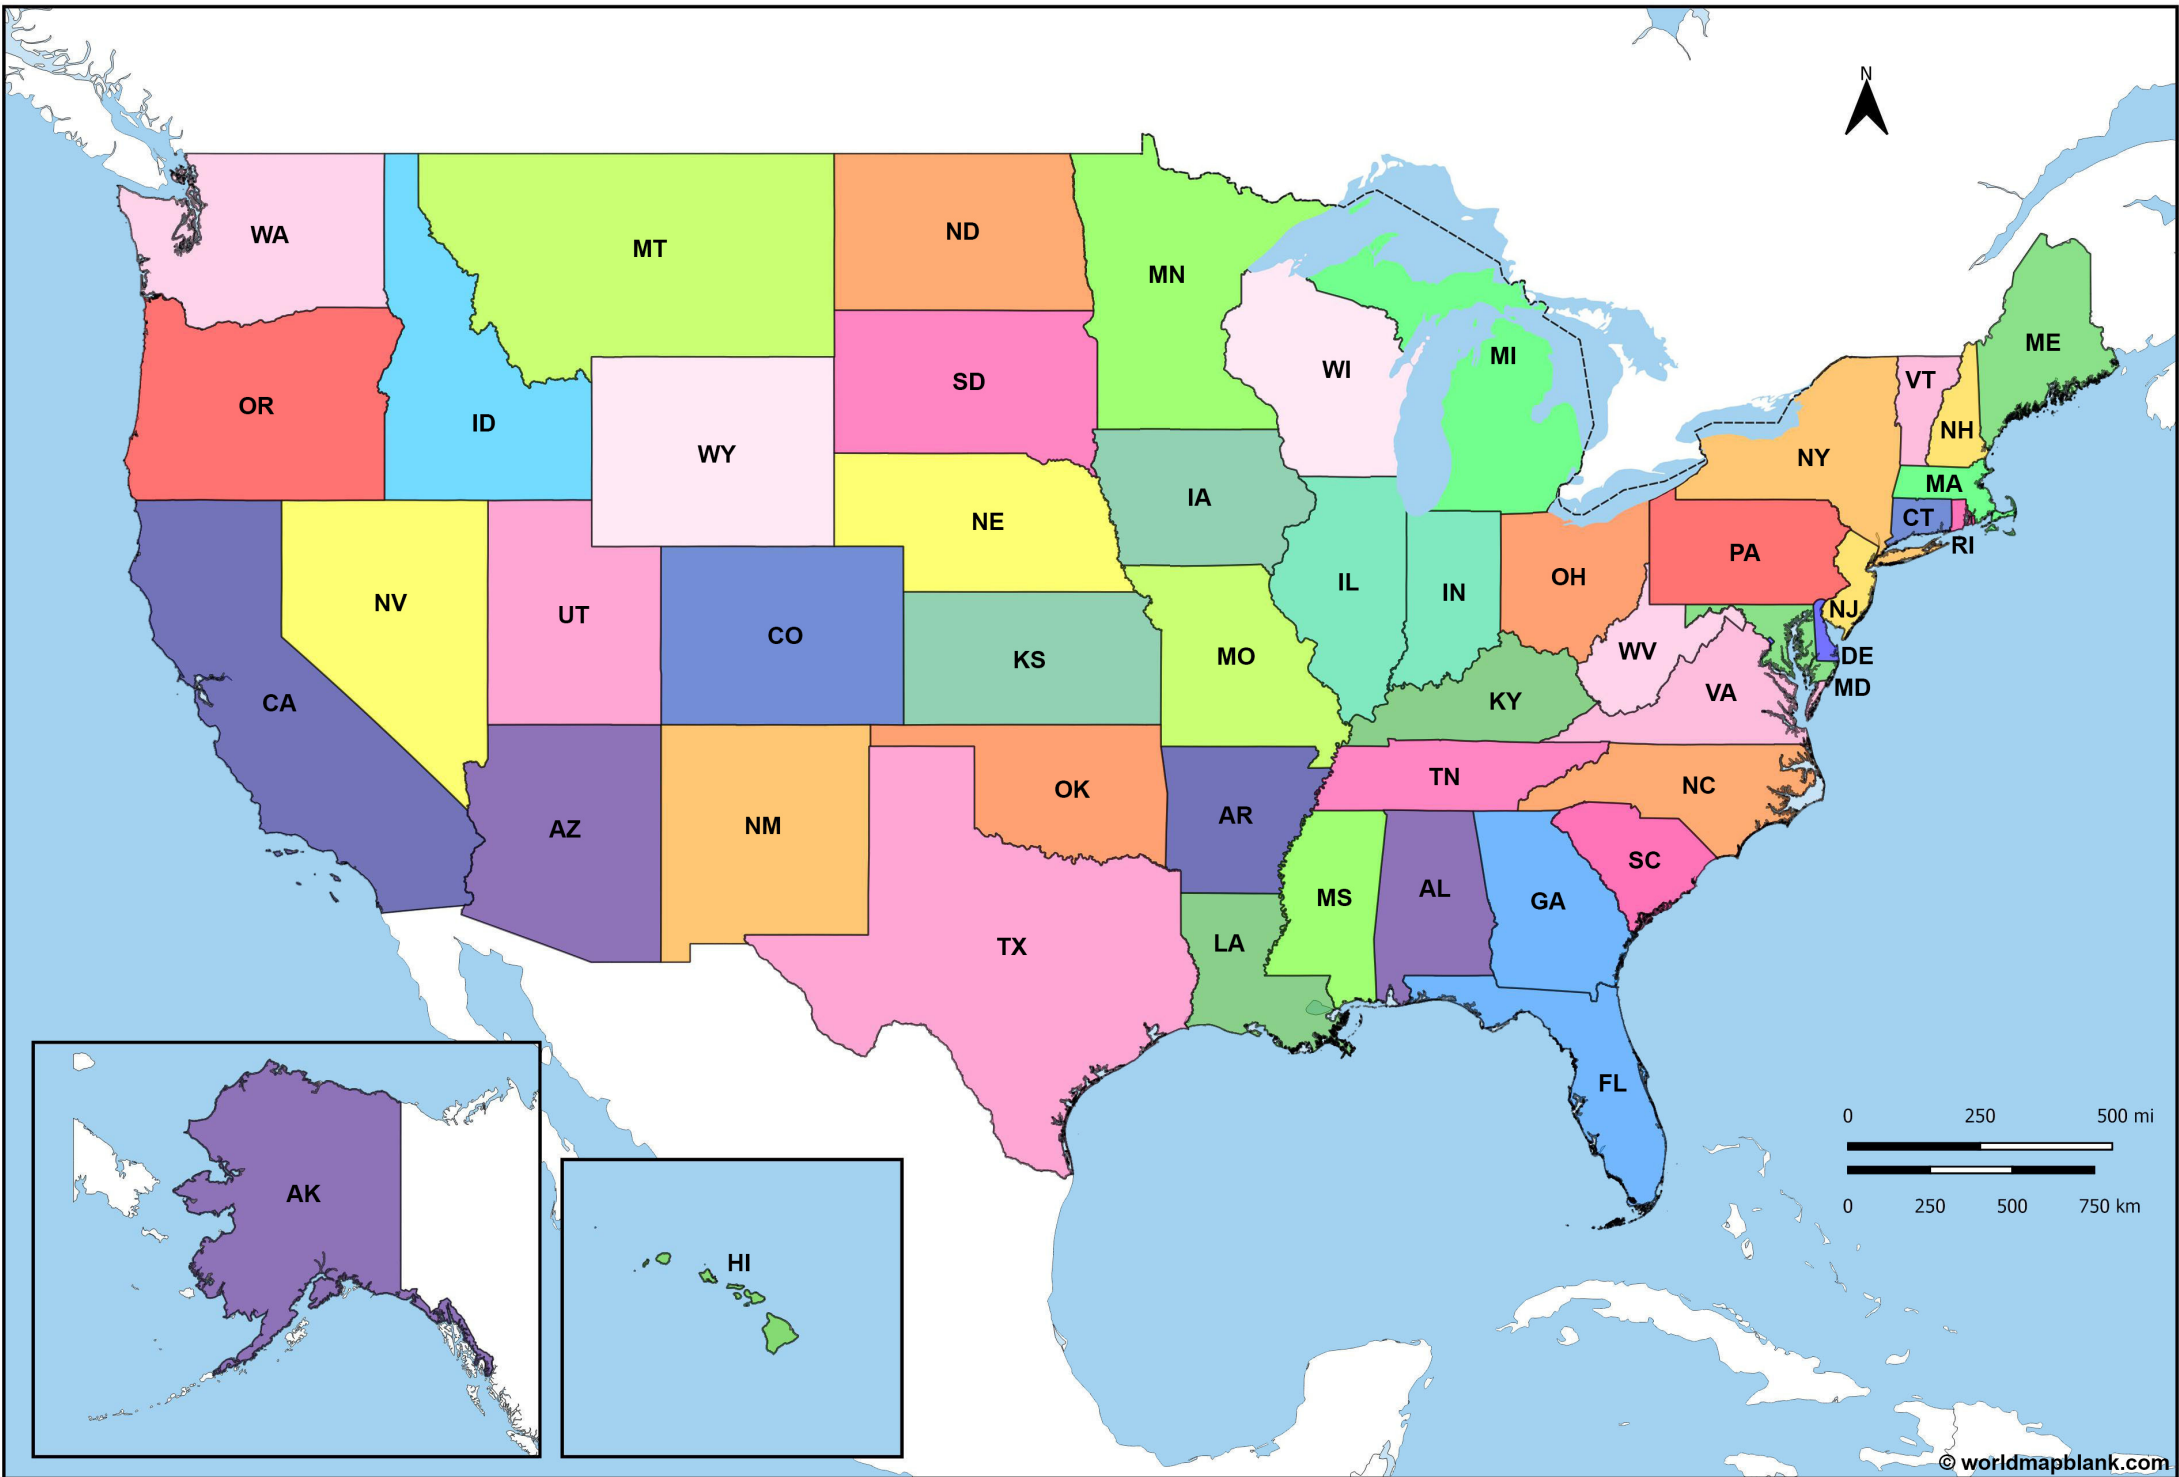 N
WA
MT
ND
MN
ME
OR
ID
SD
WI
MI
VT
NH
WY
NY
IA
MA
NE
CT
RI
NV
UT
CO
IL
IN
OH
PA
NJ
KS
MO
WV
DE
CA
KY
VA
MD
AZ
NM
OK
AR
TN
NC
TX
LA
MS
AL
GA
SC
FL
0 250 500 mi
0 250 500 750 km
AK
HI
© worldmapblank.com